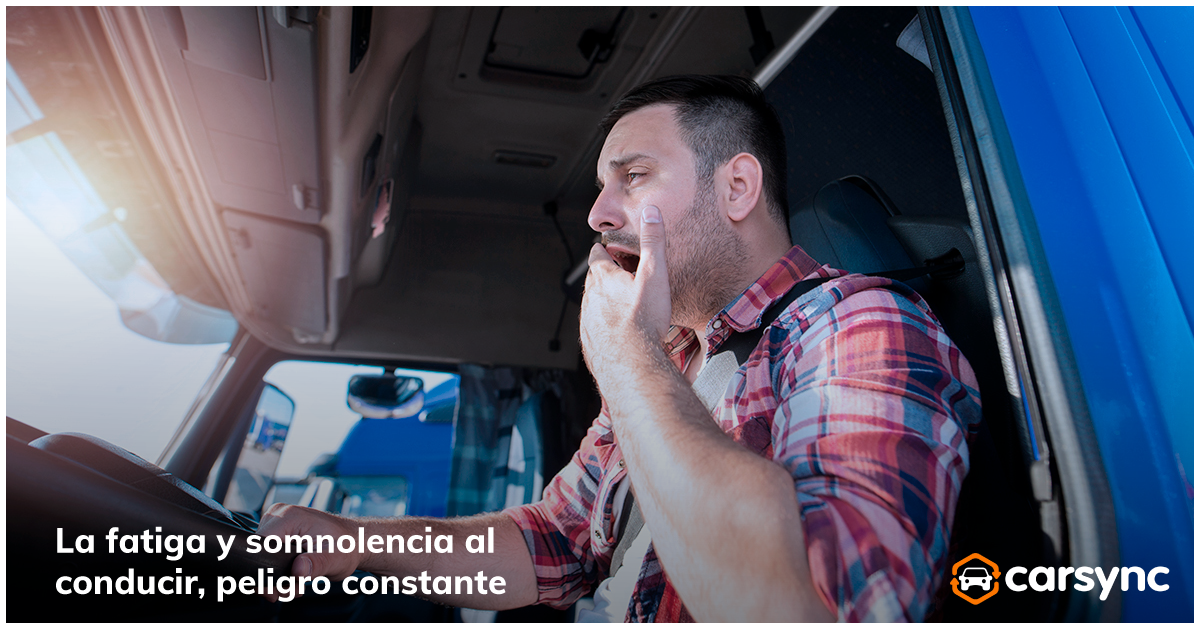 La fatiga y somnolencia al
conducir, peligro constante
carsync